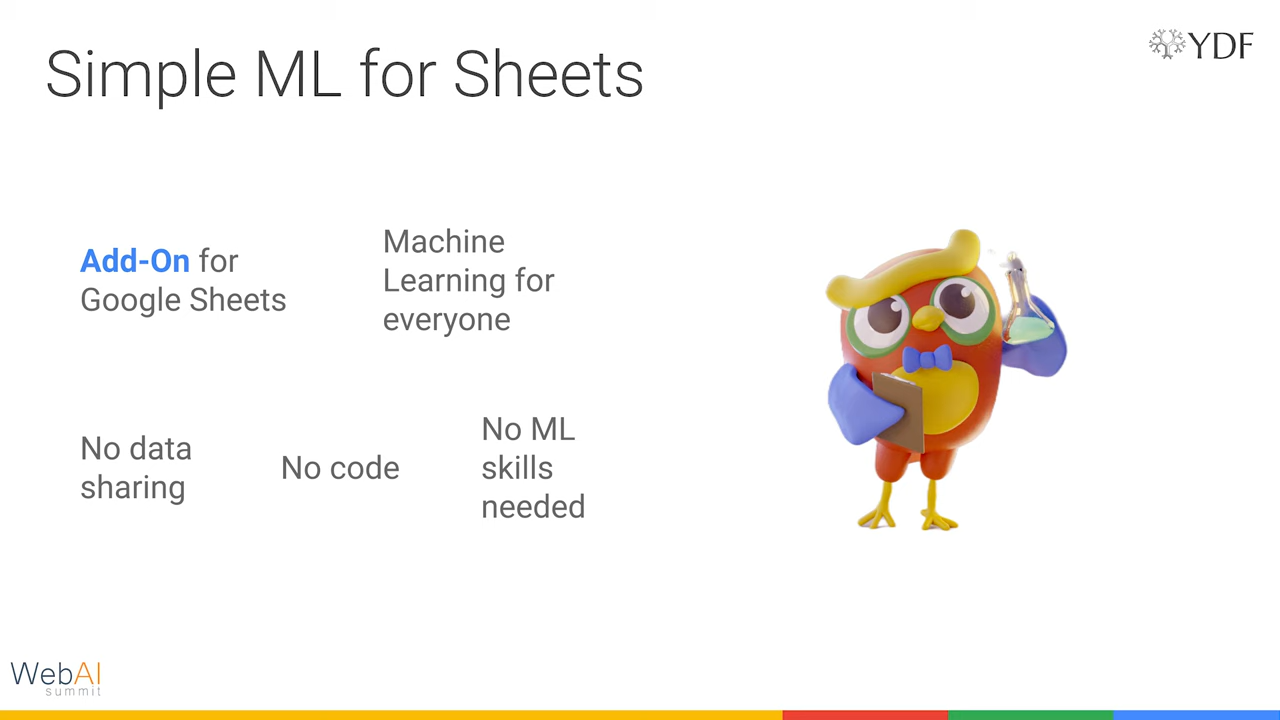 Simple ML for Sheets
YDF
Add-On for
Google Sheets
Machine
Learning for
everyone
No data
sharing
No code
No ML
skills
needed
WebAI
summit